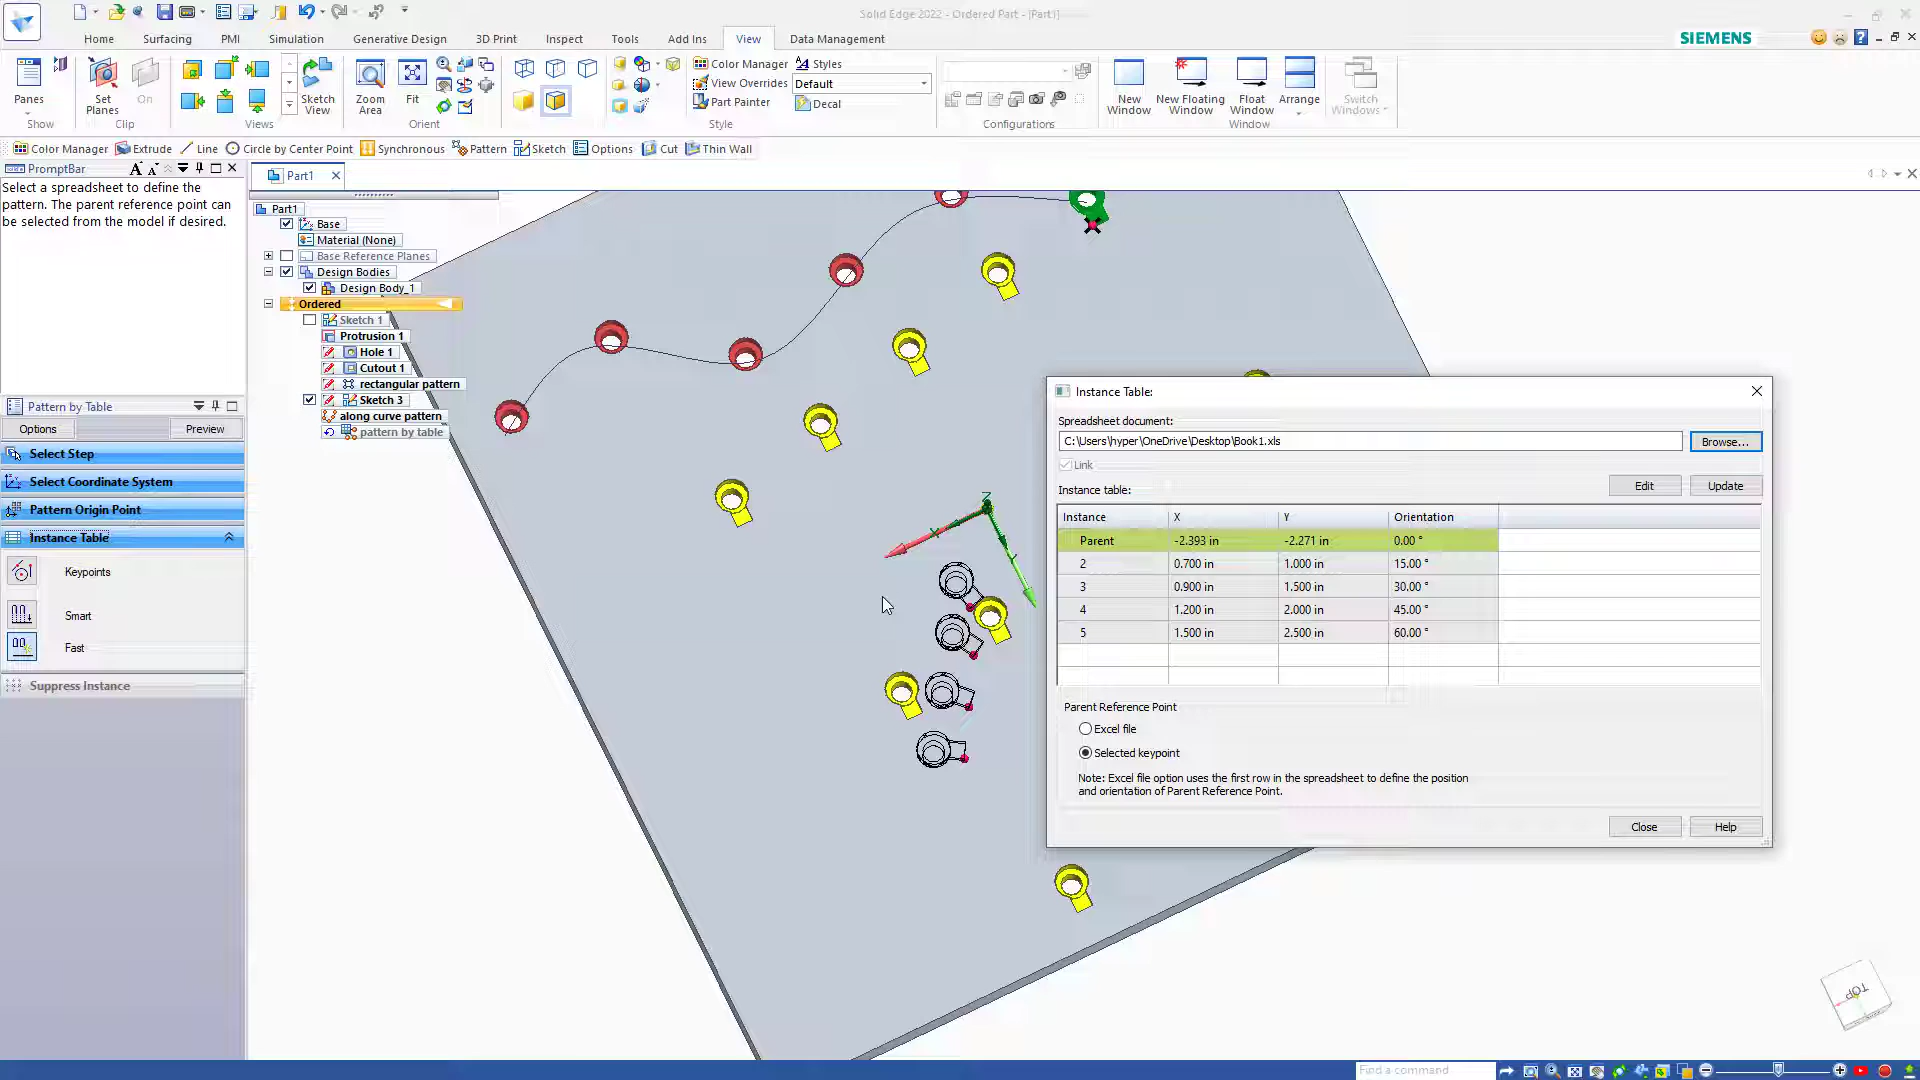 Solid Edge 2022 - Ordered Part - [Part1]
Home
Surfacing
PMI
Simulation
Generative Design
3D Print
Inspect
Tools
Add Ins
View
Data Management
SIEMENS
Panes
Set Planes
On
Sketch View
Zoom Area
Fit
Color Manager
Styles
View Overrides
Default
Part Painter
Decal
New Window
New Floating Window
Float Window
Arrange
Switch Windows
Show
Clip
Views
Orient
Style
Configurations
Window
Color Manager
Extrude
Line
Circle by Center Point
Synchronous
Pattern
Sketch
Options
Cut
Thin Wall
PromptBar
Select a spreadsheet to define the
pattern. The parent reference point can
be selected from the model if desired.
Part1
Part1
Base
Material (None)
Base Reference Planes
Design Bodies
Design Body_1
Ordered
Sketch 1
Protrusion 1
Hole 1
Cutout 1
rectangular pattern
Sketch 3
along curve pattern
pattern by table
Pattern by Table
Options
Preview
Select Step
Select Coordinate System
Pattern Origin Point
Instance Table
Keypoints
Smart
Fast
Suppress Instance
Z
X
Y
Instance Table:
Spreadsheet document:
C:\Users\hyper\OneDrive\Desktop\Book1.xls
Browse...
Link
Instance table:
Edit
Update
Instance X Y Orientation
Parent -2.393 in -2.271 in 0.00 °
2 0.700 in 1.000 in 15.00 °
3 0.900 in 1.500 in 30.00 °
4 1.200 in 2.000 in 45.00 °
5 1.500 in 2.500 in 60.00 °
Parent Reference Point
Excel file
Selected keypoint
Note: Excel file option uses the first row in the spreadsheet to define the position
and orientation of Parent Reference Point.
Close
Help
TOP
Find a command